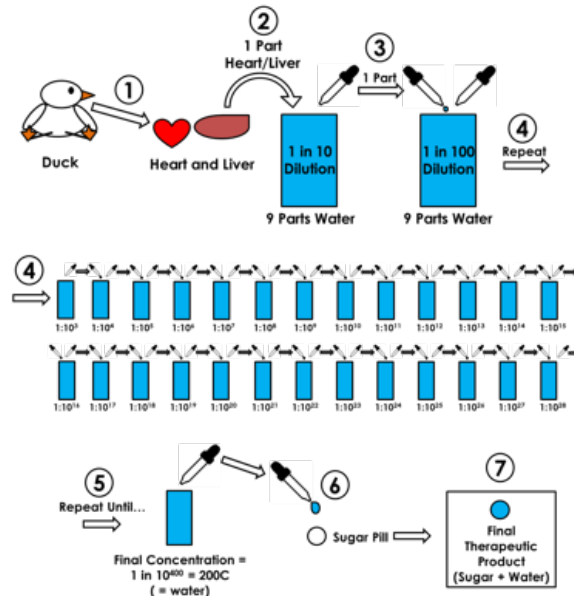 ②
1 Part
Heart/Liver
③
1 Part
①
1 in 10
Dilution
1 in 100
Dilution
④
Repeat
Duck
Heart and Liver
9 Parts Water
9 Parts Water
④
1:10³
1:10⁴
1:10⁵
1:10⁶
1:10⁷
1:10⁸
1:10⁹
1:10¹⁰
1:10¹¹
1:10¹²
1:10¹³
1:10¹⁴
1:10¹⁵
1:10¹⁶
1:10¹⁷
1:10¹⁸
1:10¹⁹
1:10²⁰
1:10²¹
1:10²²
1:10²³
1:10²⁴
1:10²⁵
1:10²⁶
1:10²⁷
1:10²⁸
⑤
Repeat Until...
Final Concentration =
1 in 10⁴⁰⁰ = 200C
( = water)
⑥
Sugar Pill
⑦
Final
Therapeutic
Product
(Sugar + Water)